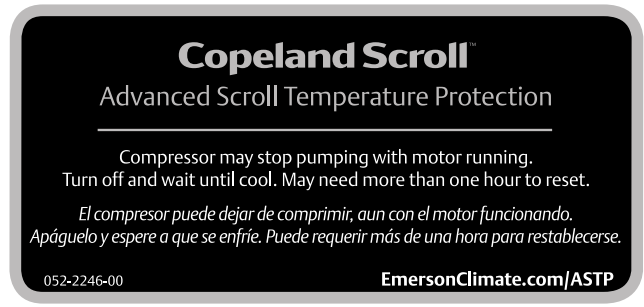 Copeland Scroll™
Advanced Scroll Temperature Protection
Compressor may stop pumping with motor running.
Turn off and wait until cool. May need more than one hour to reset.
El compresor puede dejar de comprimir, aun con el motor funcionando.
Apáguelo y espere a que se enfríe. Puede requerir más de una hora para restablecerse.
052-2246-00 EmersonClimate.com/ASTP